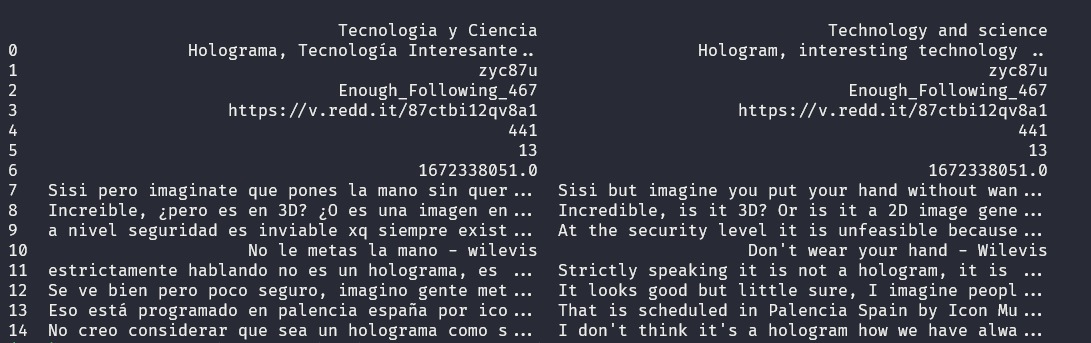 Tecnologia y Ciencia Technology and science
0 Holograma, Tecnología Interesante.. Hologram, interesting technology ..
1 zyc87u zyc87u
2 Enough_Following_467 Enough_Following_467
3 https://v.redd.it/87ctbi12qv8a1 https://v.redd.it/87ctbi12qv8a1
4 441 441
5 13 13
6 1672338051.0 1672338051.0
7 Sisi pero imaginate que pones la mano sin quer... Sisi but imagine you put your hand without wan...
8 Increible, ¿pero es en 3D? ¿O es una imagen en... Incredible, is it 3D? Or is it a 2D image gene...
9 a nivel seguridad es inviable xq siempre exist... At the security level it is unfeasible because...
10 No le metas la mano - wilevis Don't wear your hand - Wilevis
11 estrictamente hablando no es un holograma, es ... Strictly speaking it is not a hologram, it is ...
12 Se ve bien pero poco seguro, imagino gente met... It looks good but little sure, I imagine peopl...
13 Eso está programado en palencia españa por ico... That is scheduled in Palencia Spain by Icon Mu...
14 No creo considerar que sea un holograma como s... I don't think it's a hologram how we have alwa...